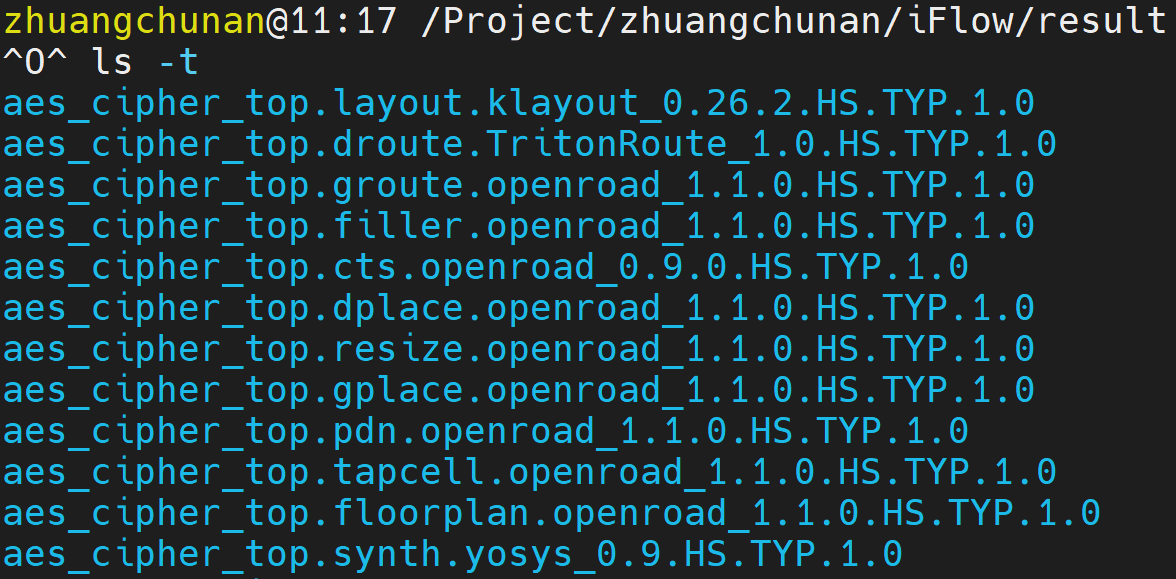 zhuangchunan@11:17 /Project/zhuangchunan/iFlow/result
^O^ ls -t
aes_cipher_top.layout.klayout_0.26.2.HS.TYP.1.0
aes_cipher_top.droute.TritonRoute_1.0.HS.TYP.1.0
aes_cipher_top.groute.openroad_1.1.0.HS.TYP.1.0
aes_cipher_top.filler.openroad_1.1.0.HS.TYP.1.0
aes_cipher_top.cts.openroad_0.9.0.HS.TYP.1.0
aes_cipher_top.dplace.openroad_1.1.0.HS.TYP.1.0
aes_cipher_top.resize.openroad_1.1.0.HS.TYP.1.0
aes_cipher_top.gplace.openroad_1.1.0.HS.TYP.1.0
aes_cipher_top.pdn.openroad_1.1.0.HS.TYP.1.0
aes_cipher_top.tapcell.openroad_1.1.0.HS.TYP.1.0
aes_cipher_top.floorplan.openroad_1.1.0.HS.TYP.1.0
aes_cipher_top.synth.yosys_0.9.HS.TYP.1.0